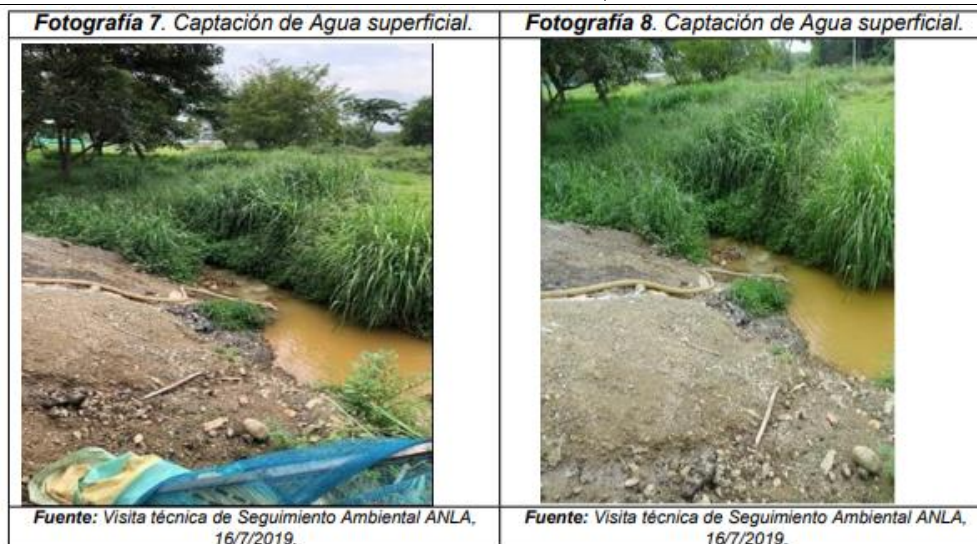 Fotografía 7. Captación de Agua superficial.
Fotografía 8. Captación de Agua superficial.
Fuente: Visita técnica de Seguimiento Ambiental ANLA,
16/7/2019.
Fuente: Visita técnica de Seguimiento Ambiental ANLA,
16/7/2019.